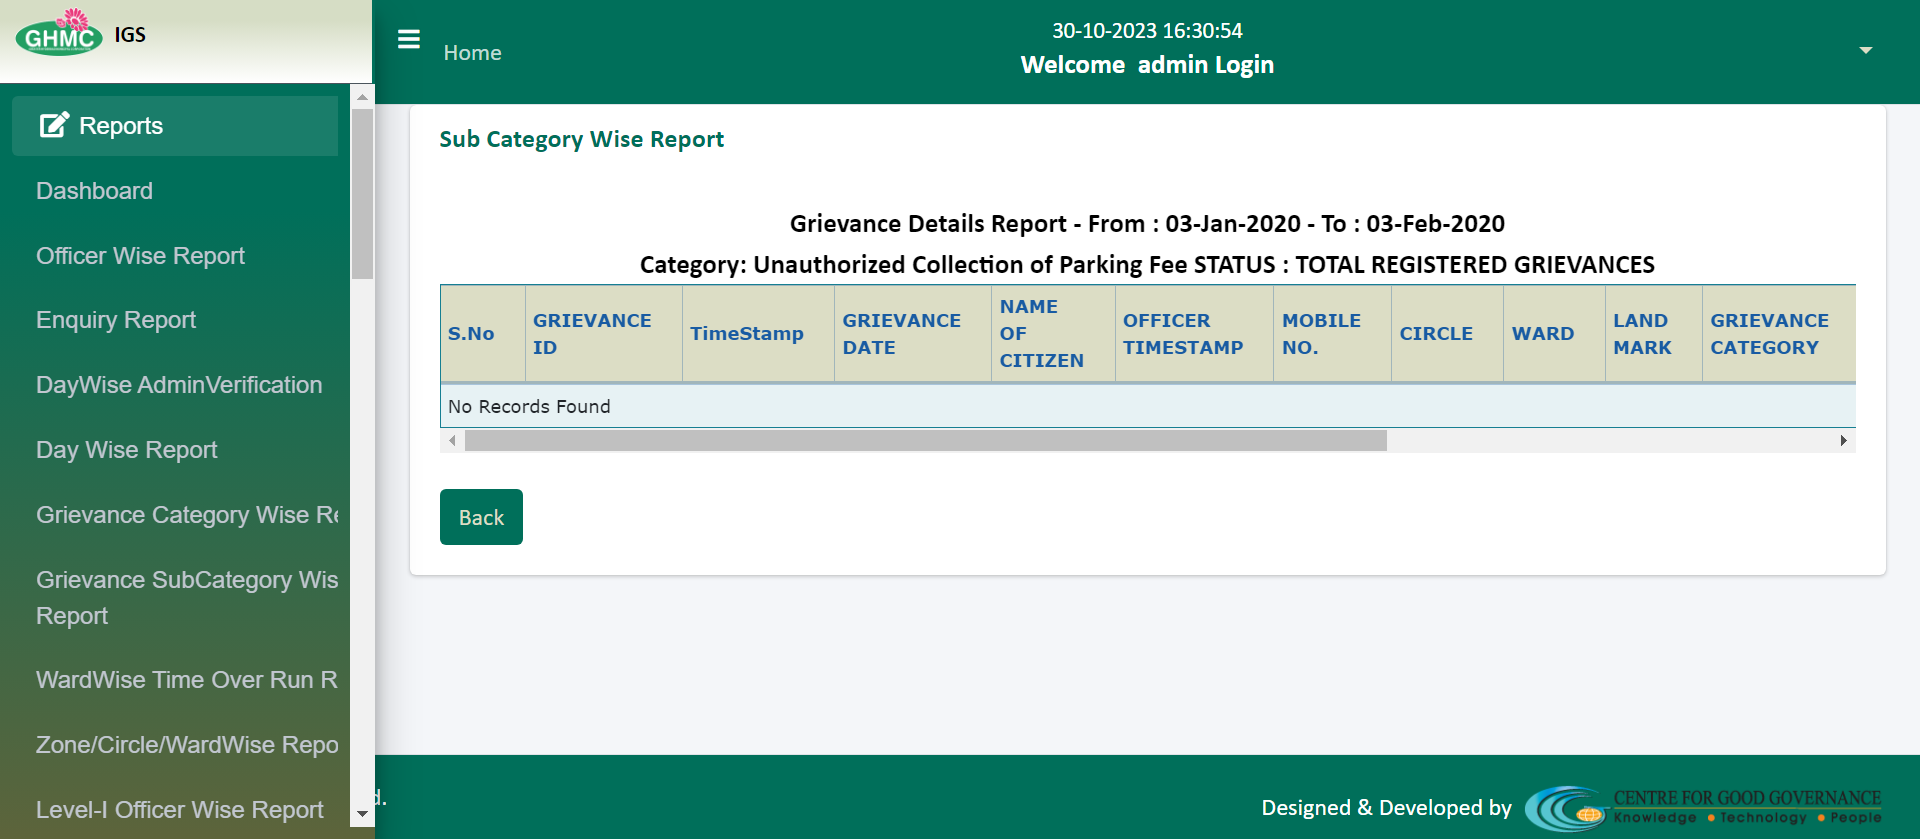 GHMC
IGS
Home
30-10-2023 16:30:54
Welcome admin Login
Reports
Dashboard
Officer Wise Report
Enquiry Report
DayWise AdminVerification
Day Wise Report
Grievance Category Wise Re
Grievance SubCategory Wis
Report
WardWise Time Over Run R
Zone/Circle/WardWise Repo
Level-I Officer Wise Report
Sub Category Wise Report
Grievance Details Report - From : 03-Jan-2020 - To : 03-Feb-2020
Category: Unauthorized Collection of Parking Fee STATUS : TOTAL REGISTERED GRIEVANCES
S.No
GRIEVANCE
ID
TimeStamp
GRIEVANCE
DATE
NAME
OF
CITIZEN
OFFICER
TIMESTAMP
MOBILE
NO.
CIRCLE
WARD
LAND
MARK
GRIEVANCE
CATEGORY
No Records Found
Back
d.
Designed & Developed by
CENTRE FOR GOOD GOVERNANCE
Knowledge • Technology • People